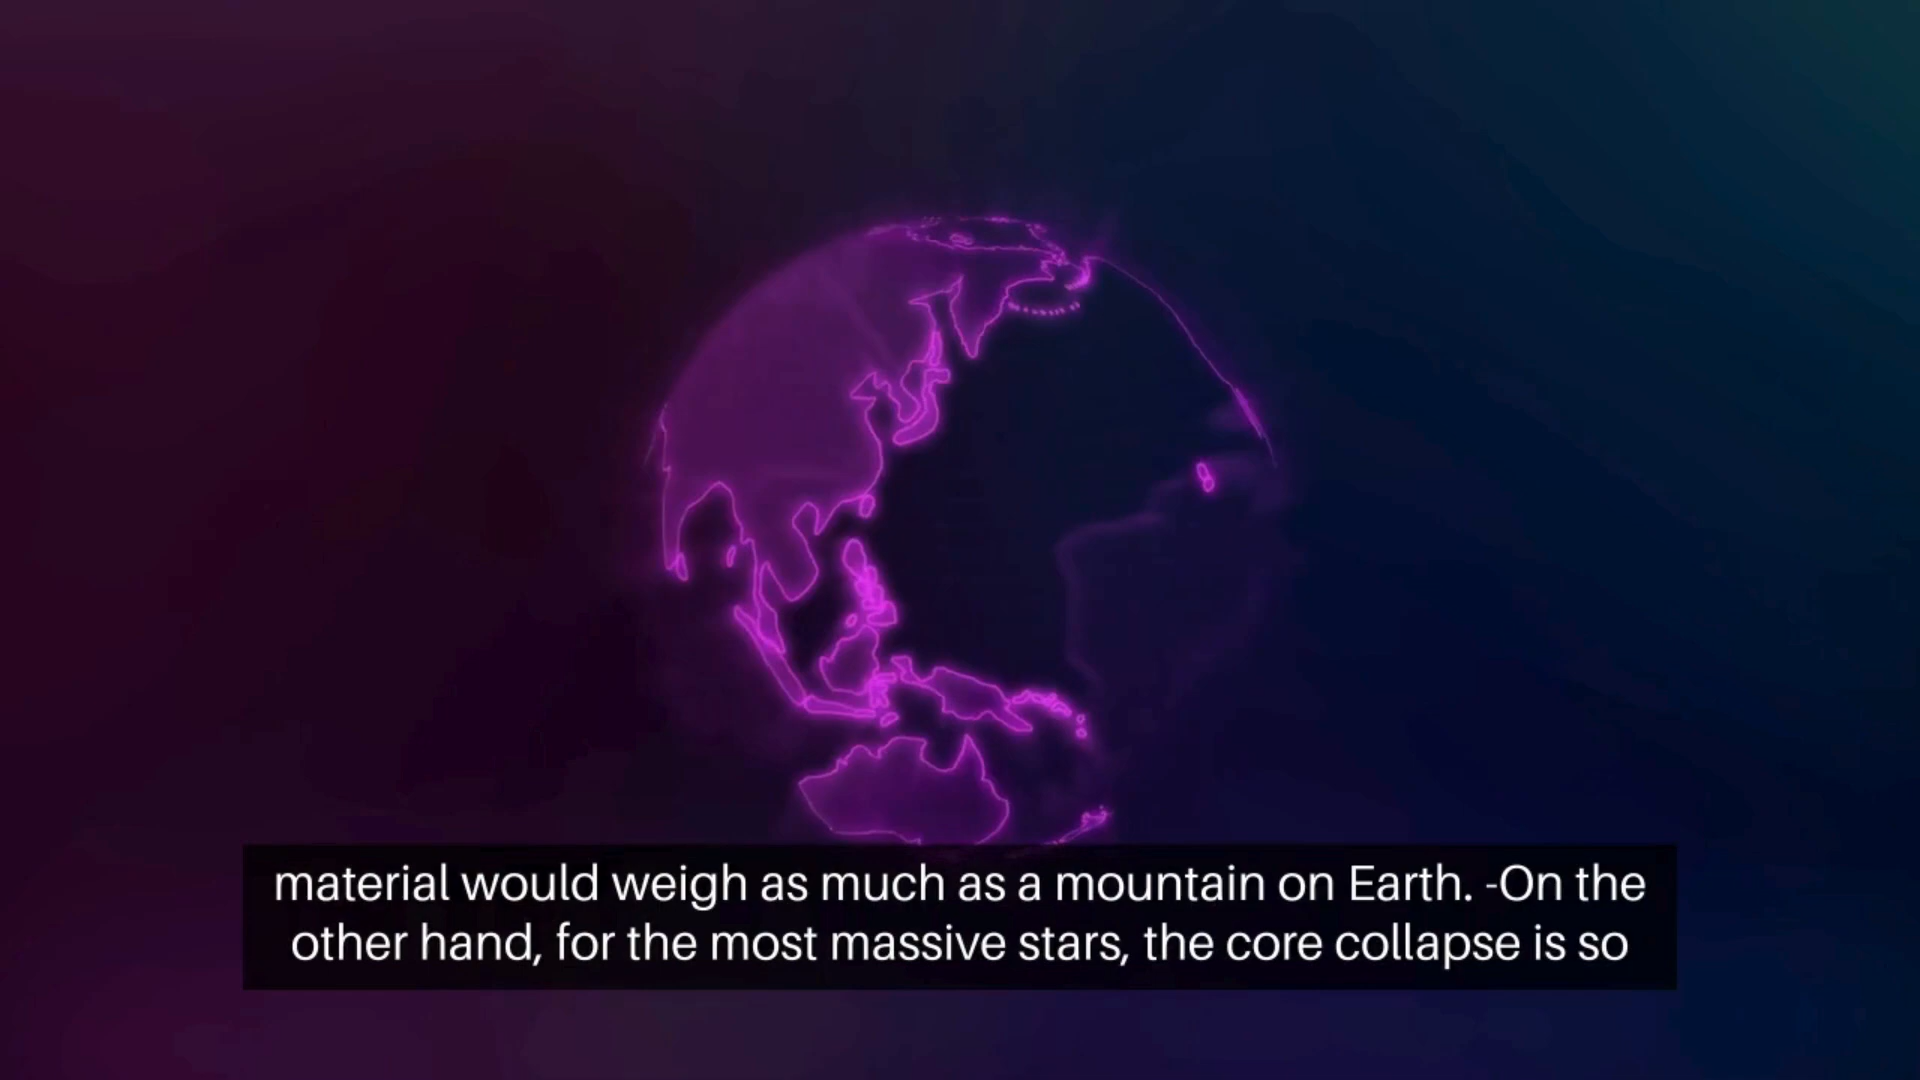 material would weigh as much as a mountain on Earth. -On the
other hand, for the most massive stars, the core collapse is so